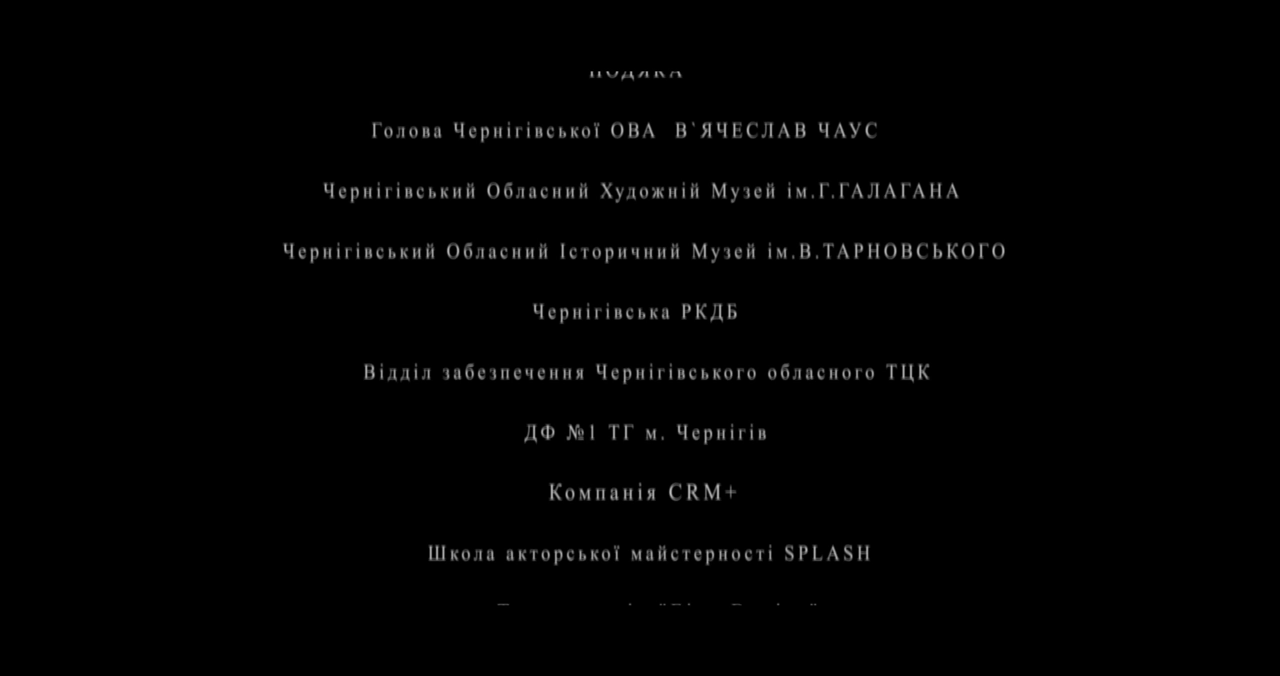 ПОДЯКА
Голова Чернігівської ОВА В`ЯЧЕСЛАВ ЧАУС
Чернігівський Обласний Художній Музей ім.Г.ГАЛАГАНА
Чернігівський Обласний Історичний Музей ім.В.ТАРНОВСЬКОГО
Чернігівська РКДБ
Відділ забезпечення Чернігівського обласного ТЦК
ДФ №1 ТГ м. Чернігів
Компанія CRM+
Школа акторської майстерності SPLASH